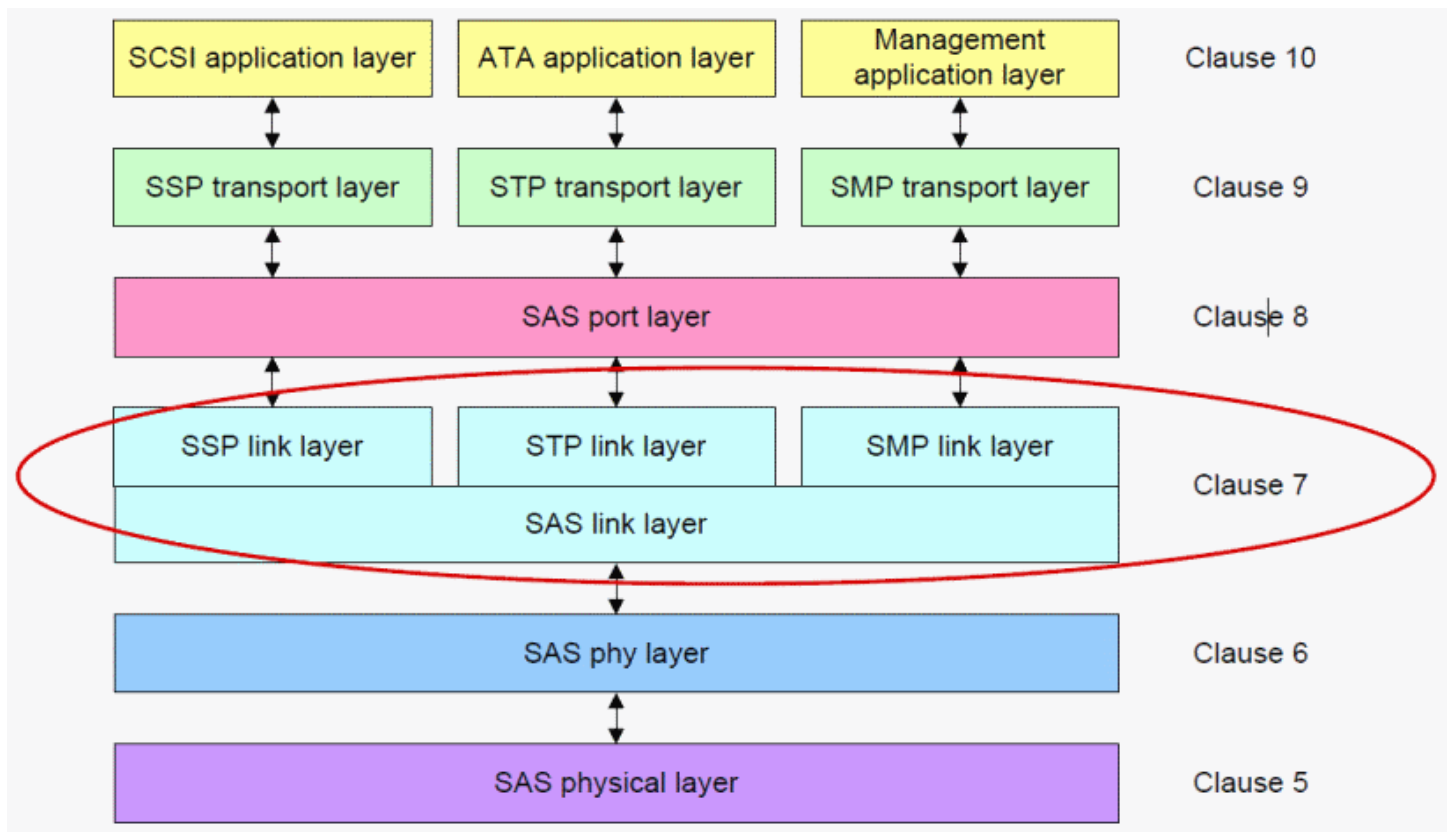 SCSI application layer
ATA application layer
Management
application layer
Clause 10
SSP transport layer
STP transport layer
SMP transport layer
Clause 9
SAS port layer
Clause 8
SSP link layer
STP link layer
SMP link layer
Clause 7
SAS link layer
SAS phy layer
Clause 6
SAS physical layer
Clause 5